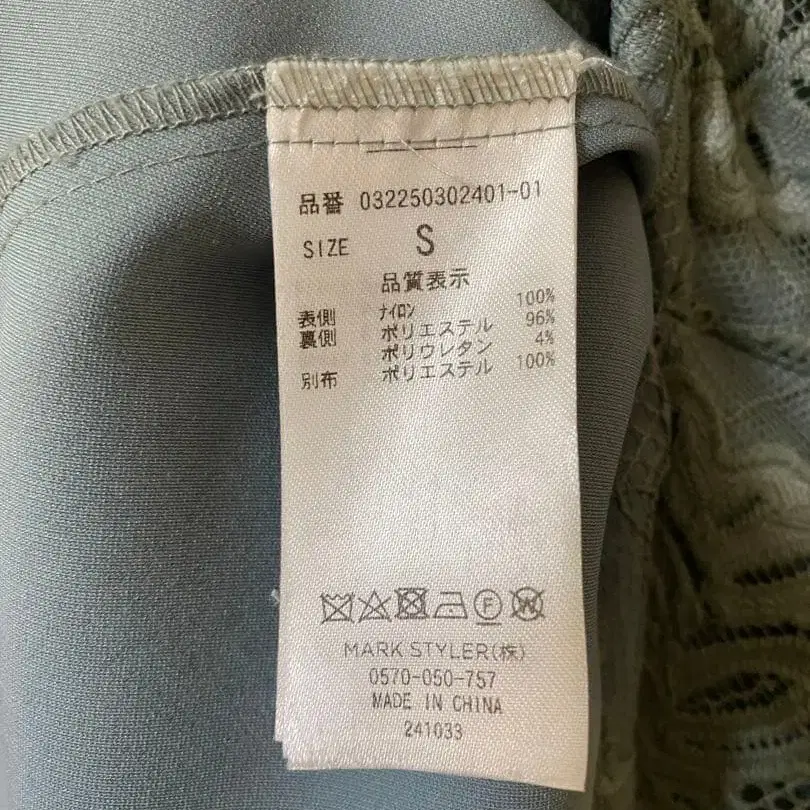 品番 032250302401-01
SIZE S
品質表示
表側 ナイロン 100%
裏側 ポリエステル 96%
ポリウレタン 4%
別布 ポリエステル 100%
F W
MARK STYLER(株)
0570-050-757
MADE IN CHINA
241033